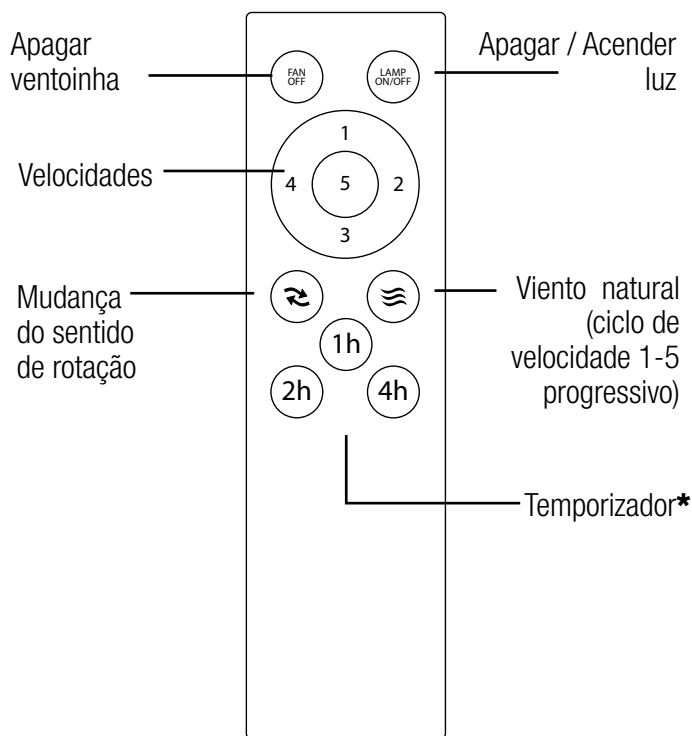 Apagar
ventoinha
FAN
OFF
LAMP
ON/OFF
Apagar / Acender
luz
Velocidades
1
4
5
2
3
Mudança
do sentido
de rotação
Viento natural
(ciclo de
velocidade 1-5
progressivo)
1h
2h
4h
Temporizador*